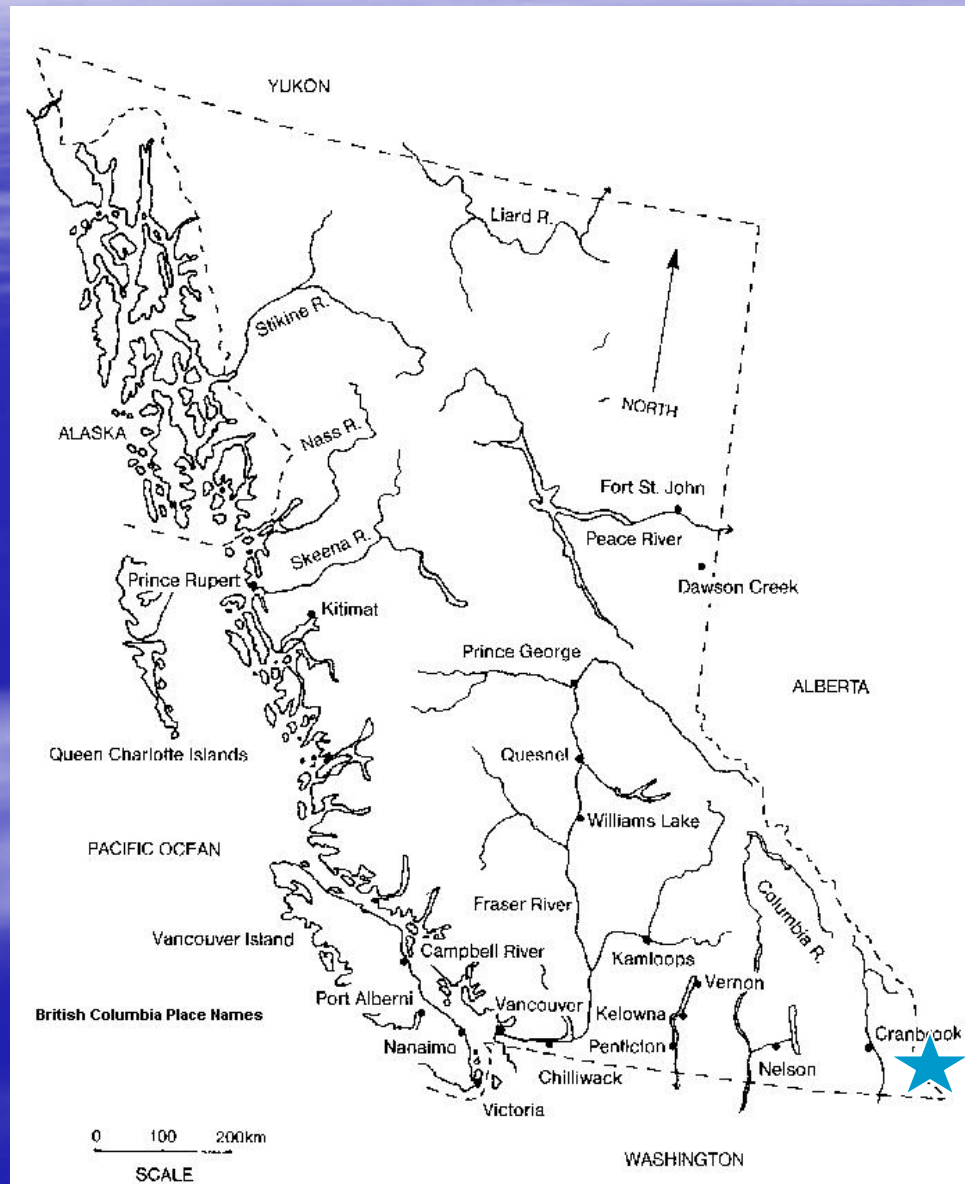 YUKON
Liard R.
Stikine R.
NORTH
ALASKA
Nass R.
Fort St. John
Skeena R.
Peace River
Prince Rupert
Dawson Creek
Kitimat
Prince George
ALBERTA
Queen Charlotte Islands
Quesnel
Williams Lake
PACIFIC OCEAN
Fraser River
Columbia R.
Vancouver Island
Campbell River
Kamloops
Vernon
Port Alberni
Vancouver
British Columbia Place Names
Kelowna
Cranbrook
Nanaimo
Penticton
Nelson
Chilliwack
Victoria
0 100 200km
SCALE
WASHINGTON